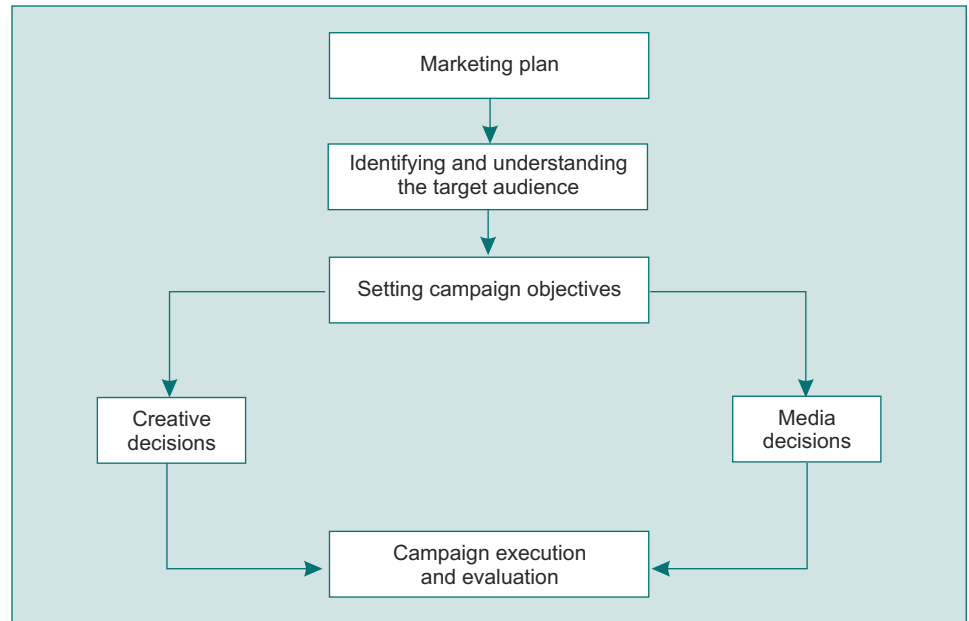 Marketing plan
Identifying and understanding
the target audience
Setting campaign objectives
Creative
decisions
Media
decisions
Campaign execution
and evaluation